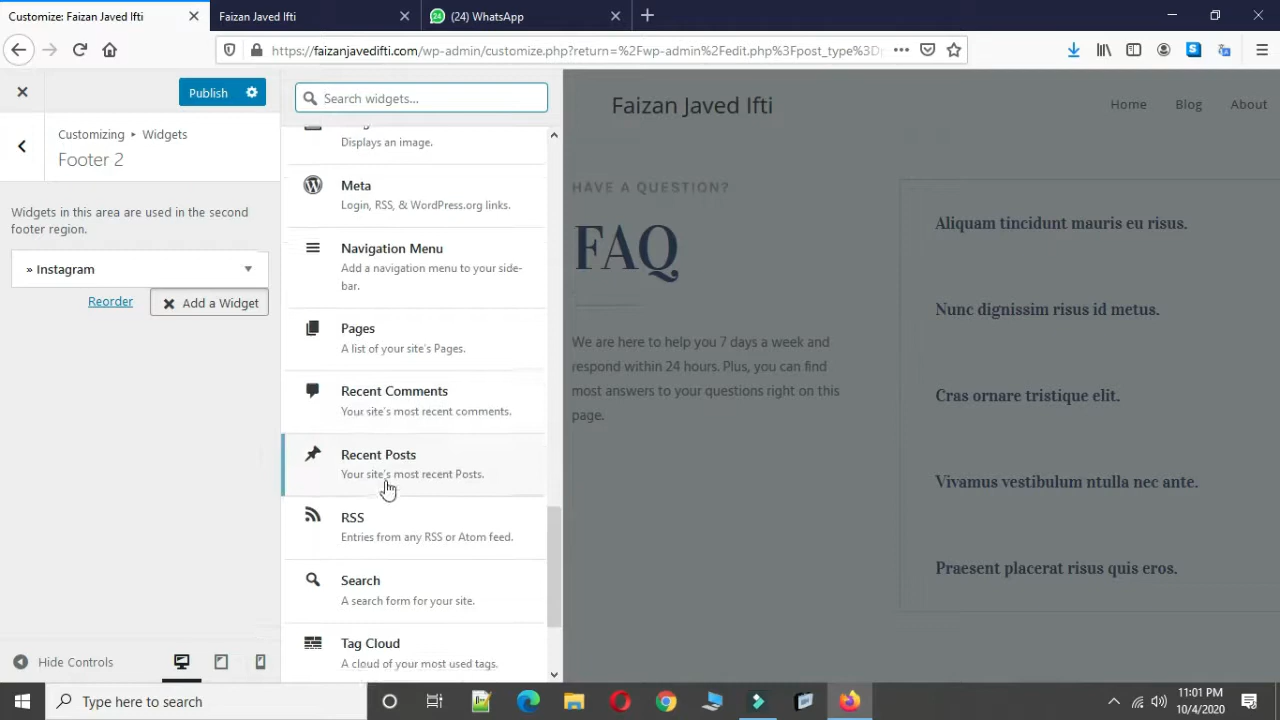 Customize: Faizan Javed Ifti
Faizan Javed Ifti
(24) WhatsApp
https://faizanjavedifti.com/wp-admin/customize.php?return=%2Fwp-admin%2Fedit.php%3Fpost_type%3D
Publish
Search widgets...
Customizing ▸ Widgets
Footer 2
Widgets in this area are used in the second
footer region.
» Instagram
Reorder
Add a Widget
Displays an image.
Meta
Login, RSS, & WordPress.org links.
Navigation Menu
Add a navigation menu to your side-
bar.
Pages
A list of your site's Pages.
Recent Comments
Your site's most recent comments.
Recent Posts
Your site's most recent Posts.
RSS
Entries from any RSS or Atom feed.
Search
A search form for your site.
Tag Cloud
A cloud of your most used tags.
Hide Controls
Faizan Javed Ifti
Home
Blog
About
HAVE A QUESTION?
FAQ
We are here to help you 7 days a week and
respond within 24 hours. Plus, you can find
most answers to your questions right on this
page.
Aliquam tincidunt mauris eu risus.
Nunc dignissim risus id metus.
Cras ornare tristique elit.
Vivamus vestibulum ntulla nec ante.
Praesent placerat risus quis eros.
Type here to search
11:01 PM
10/4/2020